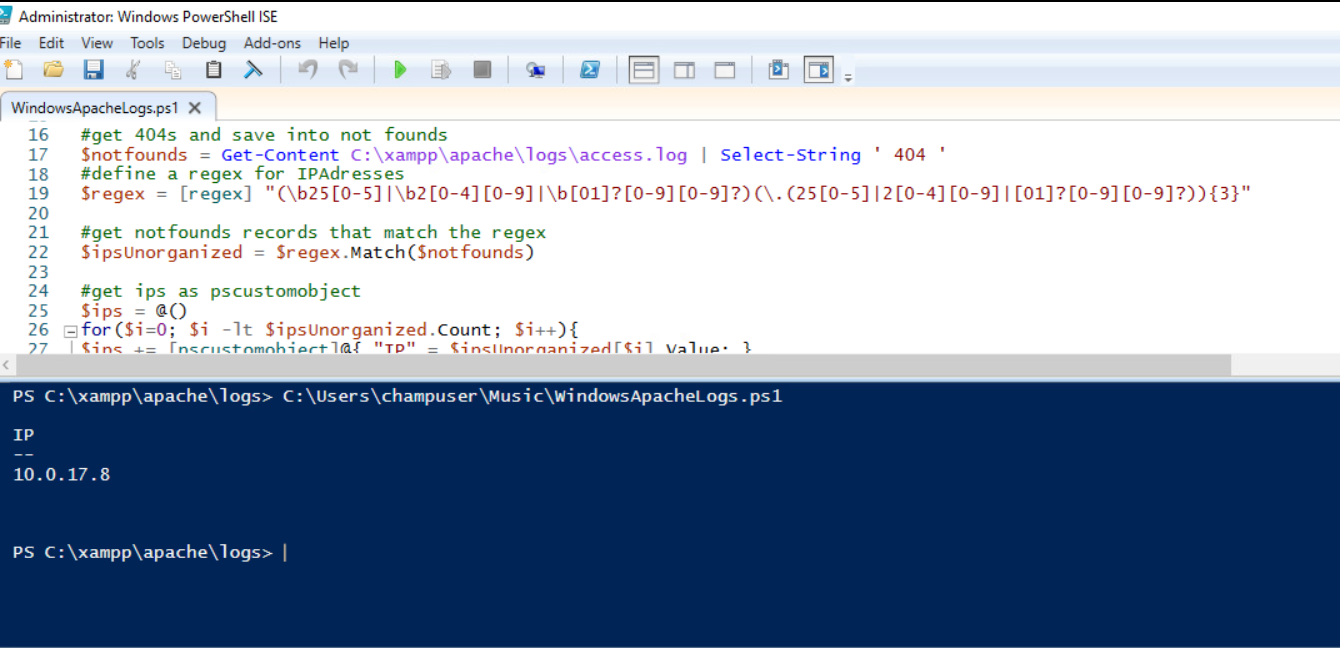 Administrator: Windows PowerShell ISE
File Edit View Tools Debug Add-ons Help
WindowsApacheLogs.ps1
16 #get 404s and save into not founds
17 $notfounds = Get-Content C:\xampp\apache\logs\access.log | Select-String ' 404 '
18 #define a regex for IPAdresses
19 $regex = [regex] "(\b25[0-5]|\b2[0-4][0-9]|\b[01]?[0-9][0-9]?)(\.(25[0-5]|2[0-4][0-9]|[01]?[0-9][0-9]?)){3}"
20
21 #get notfounds records that match the regex
22 $ipsUnorganized = $regex.Match($notfounds)
23
24 #get ips as pscustomobject
25 $ips = @()
26 for($i=0; $i -lt $ipsUnorganized.Count; $i++){
27 $ips += [pscustomobject]@{ "IP" = $ipsUnorganized[$i].Value; }
PS C:\xampp\apache\logs> C:\Users\champuser\Music\WindowsApacheLogs.ps1
IP
--
10.0.17.8
PS C:\xampp\apache\logs>